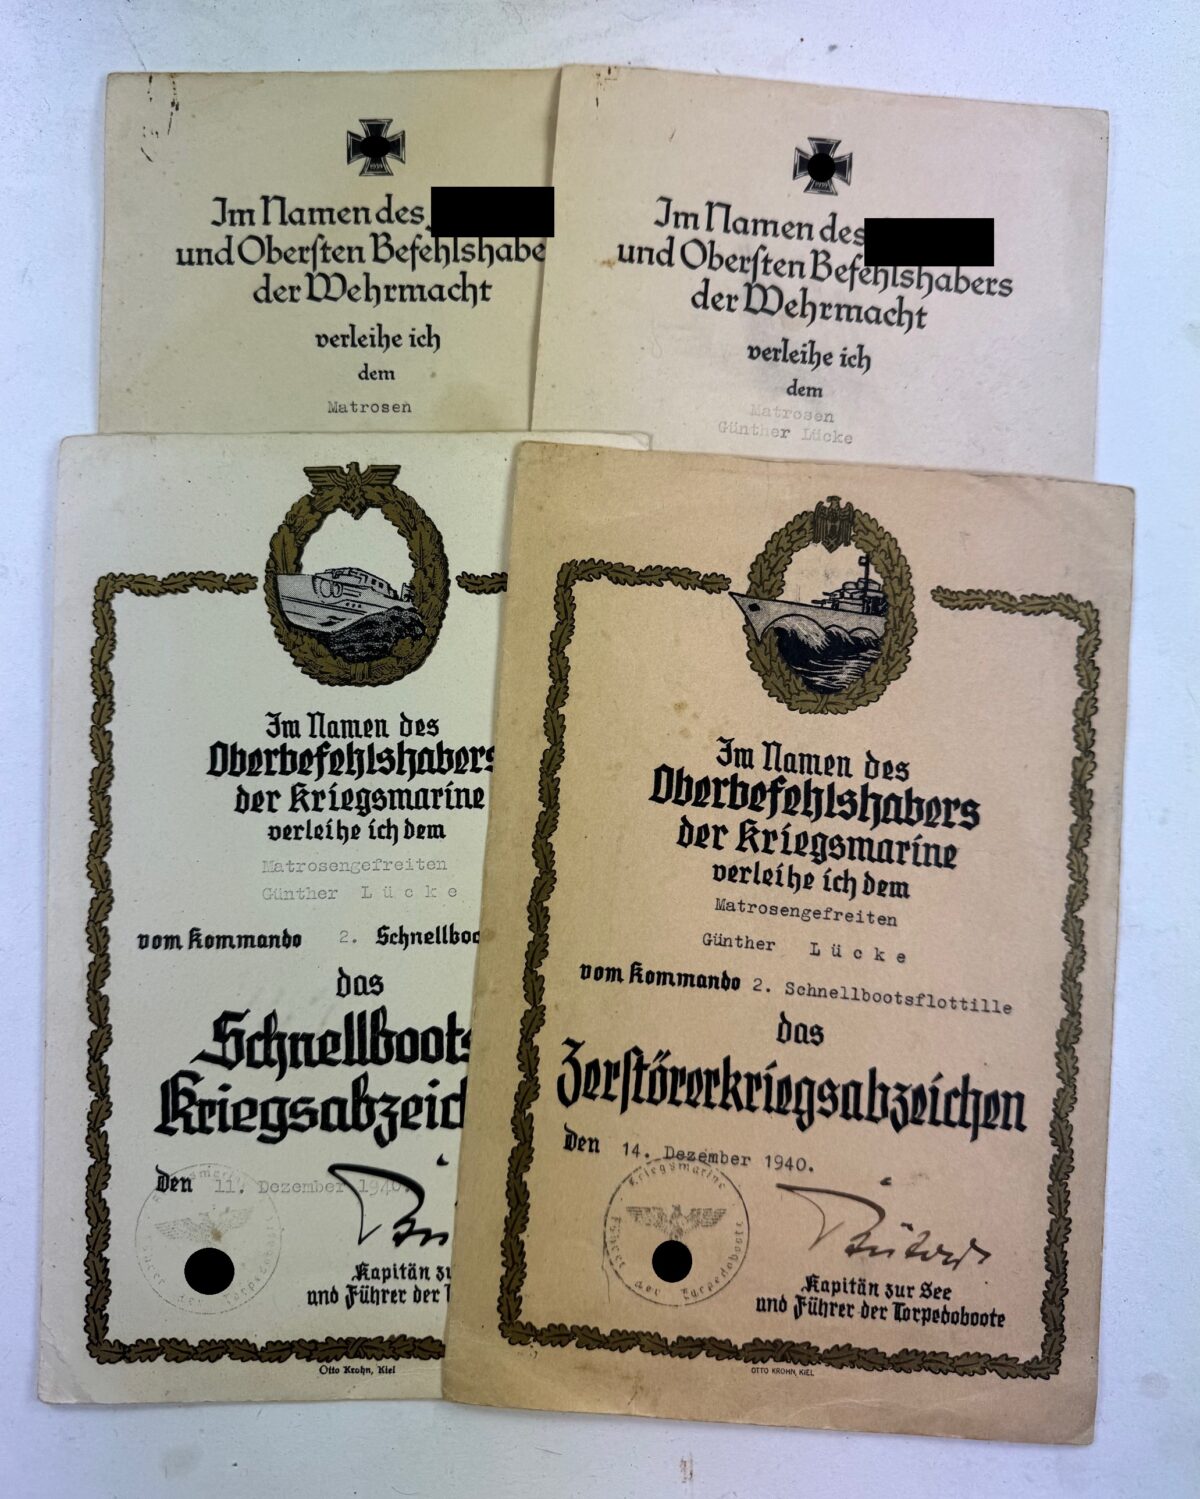 Im Namen des
und Obersten Befehlshabe
der Wehrmacht
verleihe ich
dem
Matrosen
Im Namen des
und Obersten Befehlshabers
der Wehrmacht
verleihe ich
dem
Matrosen
Günther Lücke
Im Namen des
Oberbefehlshabers
der Kriegsmarine
verleihe ich dem
Matrosengefreiten
Günther Lücke
vom Kommando 2. Schnellboo
das
Schnellboots
Kriegsabzeic
Den 11. Dezember 1940.
Kapitän zu
und Führer der T
Otto Krohn, Kiel
Im Namen des
Oberbefehlshabers
der Kriegsmarine
verleihe ich dem
Matrosengefreiten
Günther Lücke
vom Kommando 2. Schnellbootsflottille
das
Zerstörerkriegsabzeichen
Den 14. Dezember 1940.
Kriegsmarine
Führer der Torpedoboote
Kapitän zur See
und Führer der Torpedoboote
OTTO KROHN, KIEL